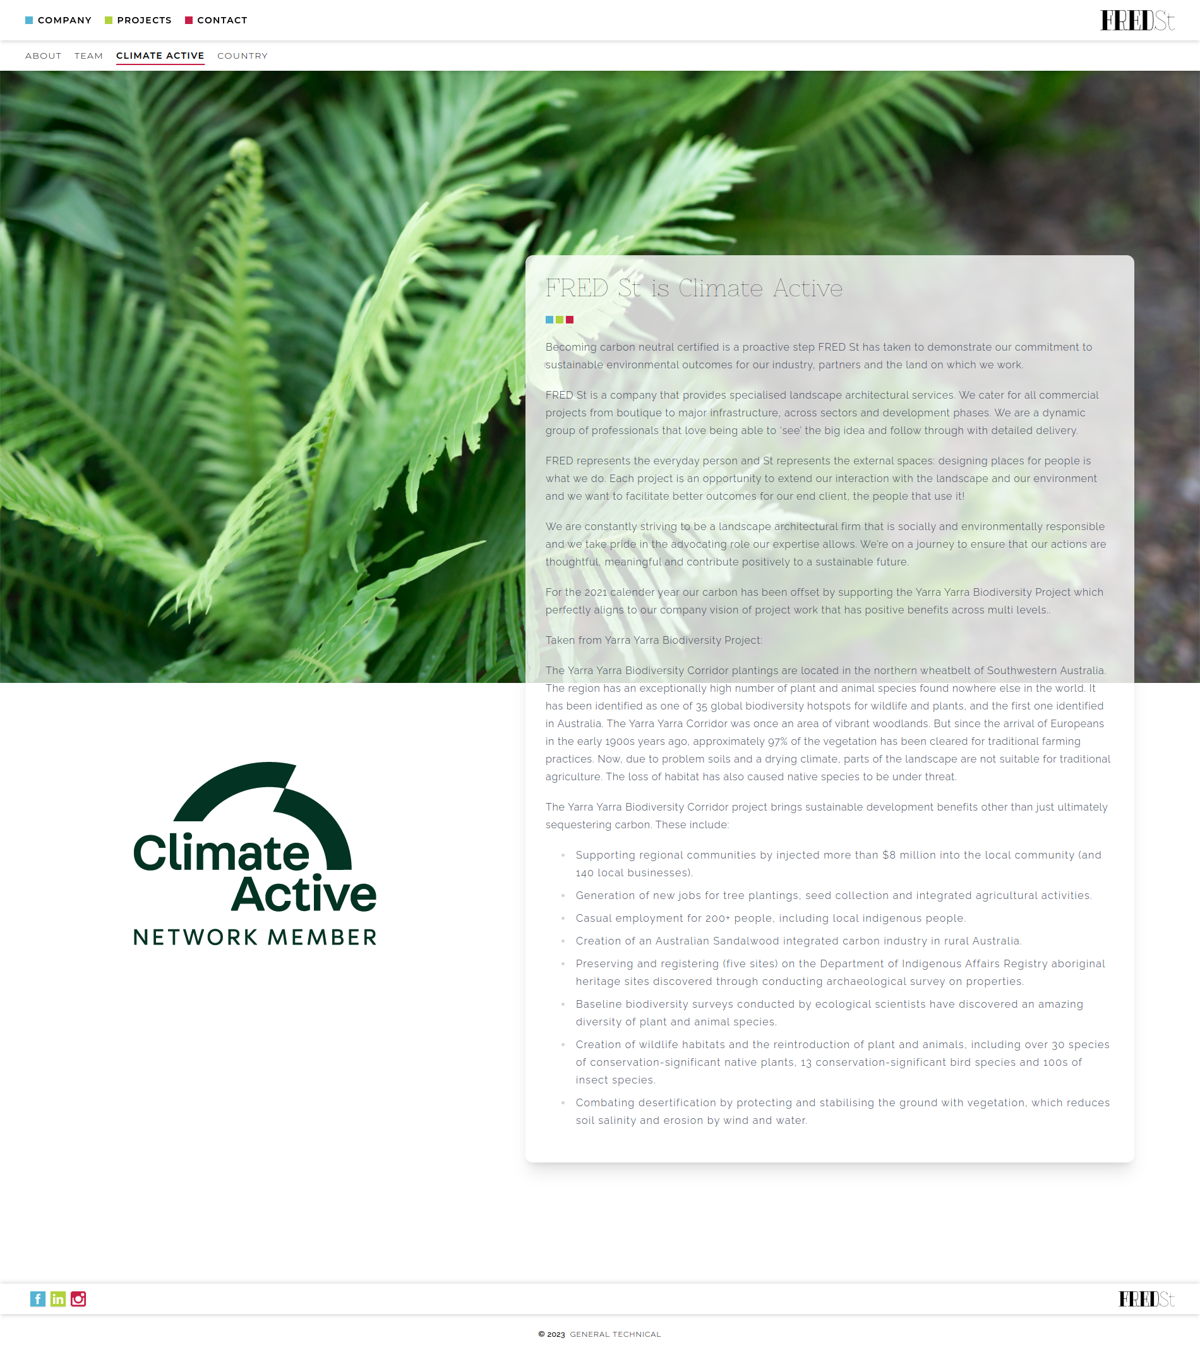 COMPANY PROJECTS CONTACT FREDSt
ABOUT TEAM CLIMATE ACTIVE COUNTRY
FRED St is Climate Active
Becoming carbon neutral certified is a proactive step FRED St has taken to demonstrate our commitment to
sustainable environmental outcomes for our industry, partners and the land on which we work.
FRED St is a company that provides specialised landscape architectural services. We cater for all commercial
projects from boutique to major infrastructure, across sectors and development phases. We are a dynamic
group of professionals that love being able to 'see' the big idea and follow through with detailed delivery.
FRED represents the everyday person and St represents the external spaces: designing places for people is
what we do. Each project is an opportunity to extend our interaction with the landscape and our environment
and we want to facilitate better outcomes for our end client, the people that use it!
We are constantly striving to be a landscape architectural firm that is socially and environmentally responsible
and we take pride in the advocating role our expertise allows. We're on a journey to ensure that our actions are
thoughtful, meaningful and contribute positively to a sustainable future.
For the 2021 calender year our carbon has been offset by supporting the Yarra Yarra Biodiversity Project which
perfectly aligns to our company vision of project work that has positive benefits across multi levels.
Taken from Yarra Yarra Biodiversity Project:
The Yarra Yarra Biodiversity Corridor plantings are located in the northern wheatbelt of Southwestern Australia.
The region has an exceptionally high number of plant and animal species found nowhere else in the world. It
has been identified as one of 35 global biodiversity hotspots for wildlife and plants, and the first one identified
in Australia. The Yarra Yarra Corridor was once an area of vibrant woodlands. But since the arrival of Europeans
in the early 1900s years ago, approximately 97% of the vegetation has been cleared for traditional farming
practices. Now, due to problem soils and a drying climate, parts of the landscape are not suitable for traditional
agriculture. The loss of habitat has also caused native species to be under threat.
The Yarra Yarra Biodiversity Corridor project brings sustainable development benefits other than just ultimately
sequestering carbon. These include:
Supporting regional communities by injected more than $8 million into the local community (and
140 local businesses).
Generation of new jobs for tree plantings, seed collection and integrated agricultural activities.
Casual employment for 200+ people, including local indigenous people.
Creation of an Australian Sandalwood integrated carbon industry in rural Australia.
Preserving and registering (five sites) on the Department of Indigenous Affairs Registry aboriginal
heritage sites discovered through conducting archaeological survey on properties.
Baseline biodiversity surveys conducted by ecological scientists have discovered an amazing
diversity of plant and animal species.
Creation of wildlife habitats and the reintroduction of plant and animals, including over 30 species
of conservation-significant native plants, 13 conservation-significant bird species and 100s of
insect species.
Combating desertification by protecting and stabilising the ground with vegetation, which reduces
soil salinity and erosion by wind and water.
Climate
Active
NETWORK MEMBER
FREDSt
© 2023 GENERAL TECHNICAL